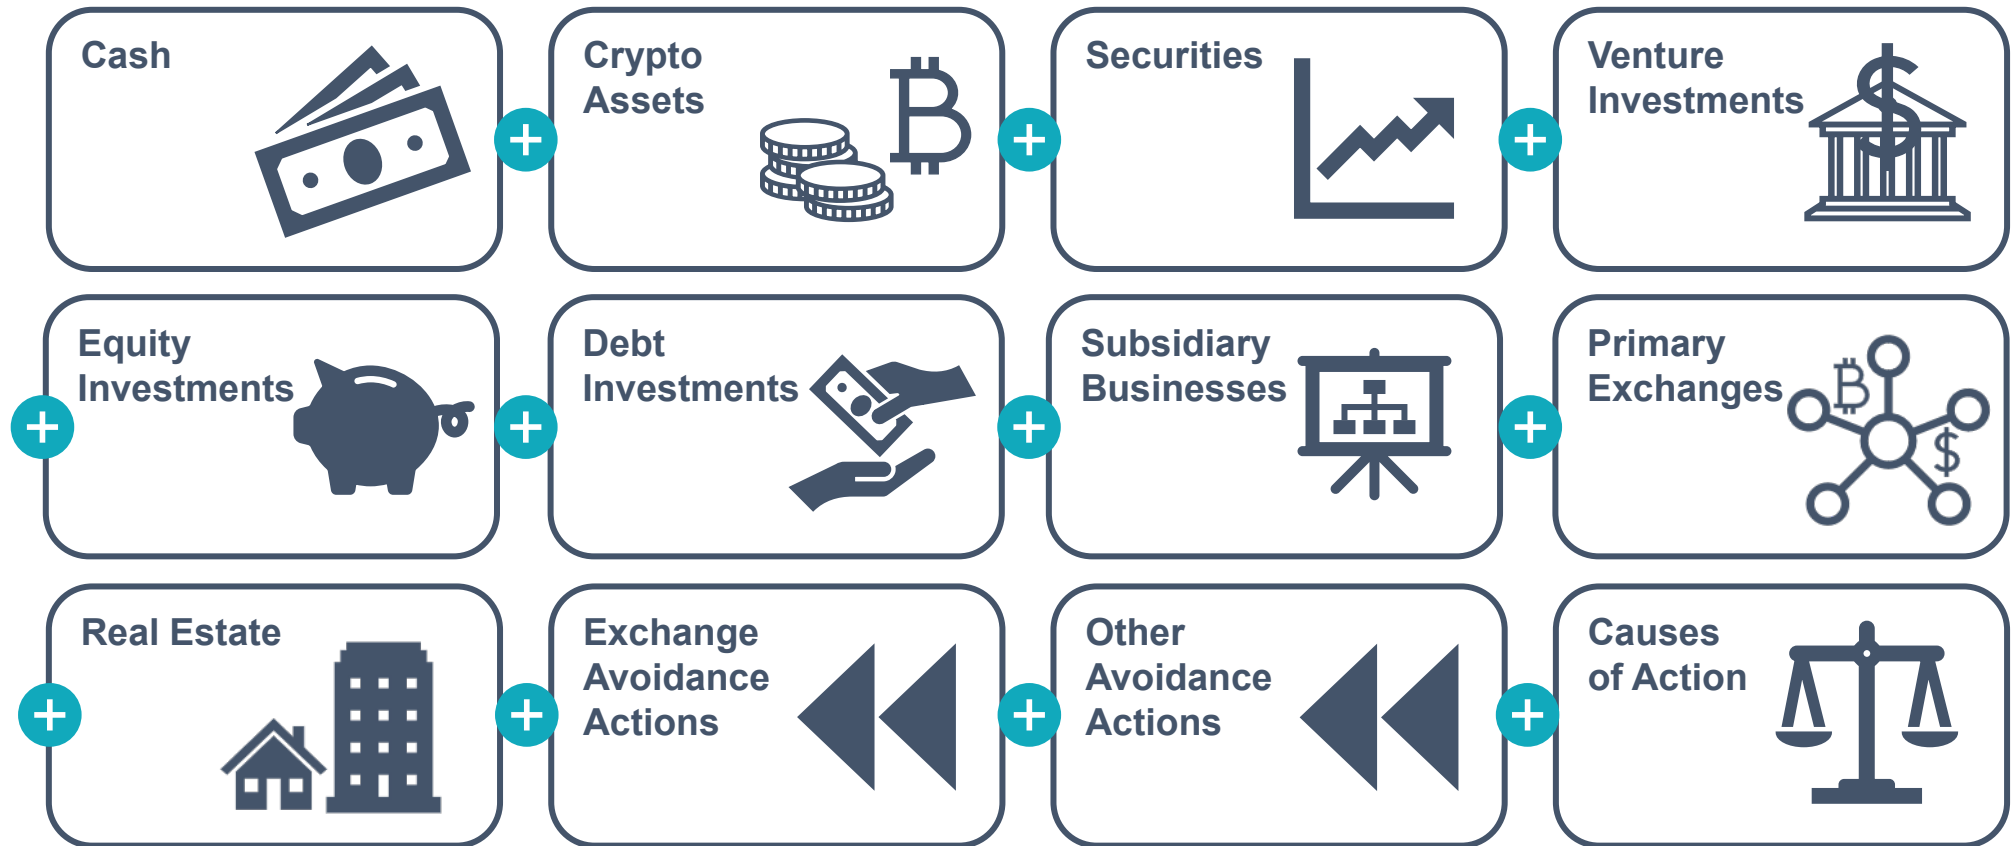 Cash
Crypto
Assets
Securities
Venture
Investments
Equity
Investments
Debt
Investments
Subsidiary
Businesses
Primary
Exchanges
Real Estate
Exchange
Avoidance
Actions
Other
Avoidance
Actions
Causes
of Action